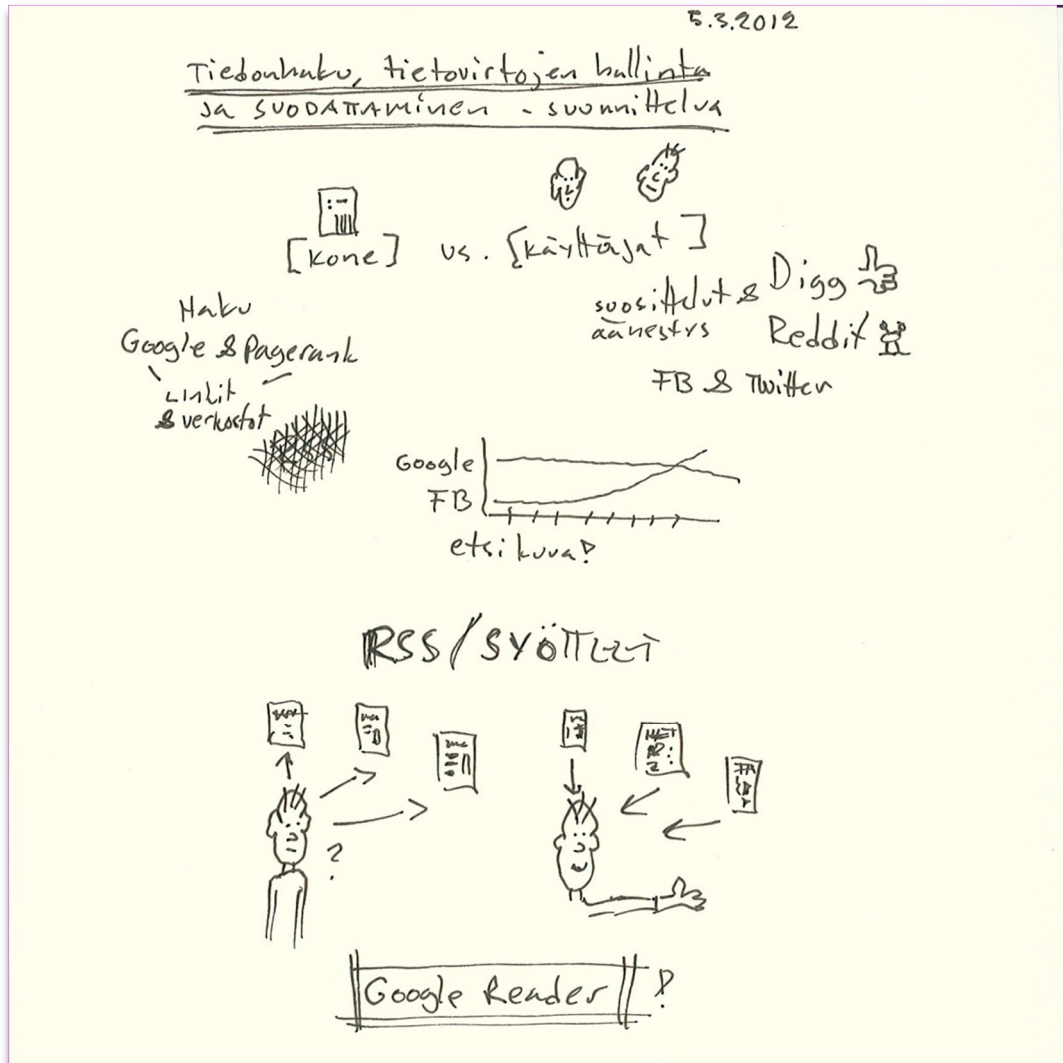 5.3.2012
Tiedonhaku, tietovirtojen hallinta
ja SUODATTAMINEN - suunnittelua
[Kone] vs. [Käyttäjät]
Haku
Google & Pagerank
Linkit
& verkostot
suosittelut &
äänestys
Digg
Reddit
FB & Twitter
Google
FB
etsi kuva!
RSS/SYÖTTEET
?
Google Reader !